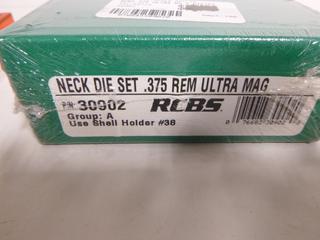 NECK DIE SET .375 REM ULTRA MAG
P/N: 30902 RCBS
Group: A
Use Shell Holder #38